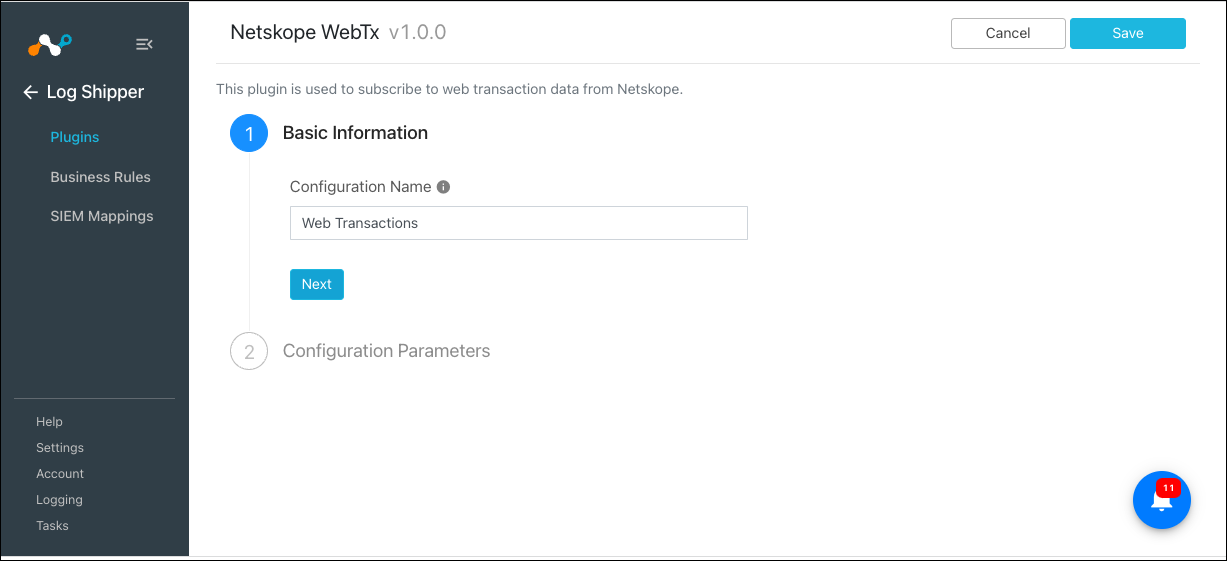 Log Shipper
Plugins
Business Rules
SIEM Mappings
Help
Settings
Account
Logging
Tasks
Netskope WebTx v1.0.0
Cancel
Save
This plugin is used to subscribe to web transaction data from Netskope.
1
Basic Information
Configuration Name
Web Transactions
Next
2
Configuration Parameters
11